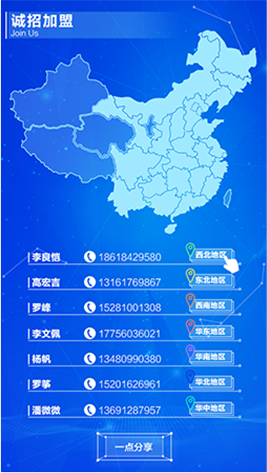 诚招加盟
Join Us
李良恺 18618429580 西北地区
高宏吉 13161769867 东北地区
罗峰 15281001308 西南地区
李文佩 17756036021 华东地区
杨帆 13480990380 华南地区
罗筝 15201626961 华北地区
潘微微 13691287957 华中地区
一点分享